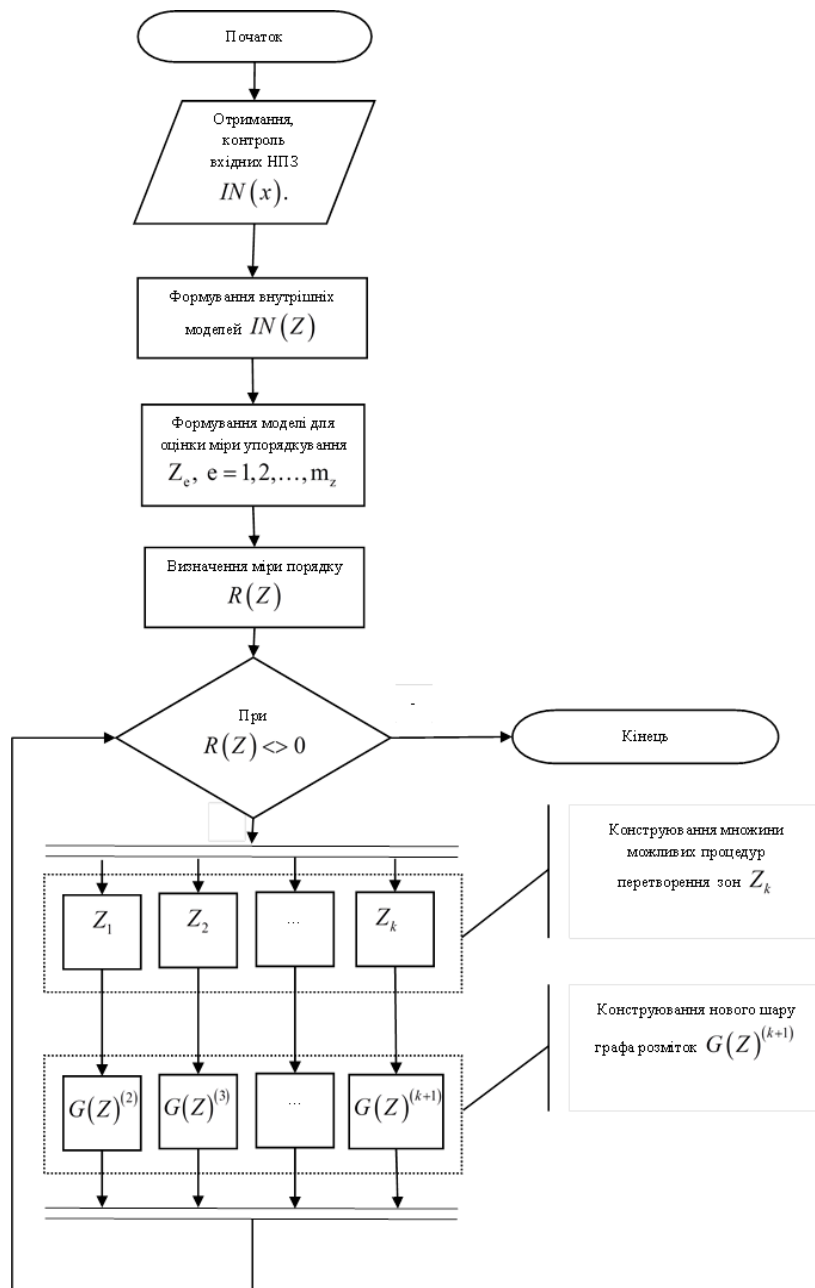 Початок
Отримання,
контроль
вхідних НПЗ
IN(x).
Формування внутрішніх
моделей IN(Z)
Формування моделі для
оцінки міри упорядкування
Z_e, e = 1,2,…,m_z
Визначення міри порядку
R(Z)
При
R(Z) <> 0
-
Кінець
Конструювання множини
можливих процедур
перетворення зон Z_k
Z_1 Z_2 … Z_k
Конструювання нового шару
графа розміток G(Z)^(k+1)
G(Z)^(2) G(Z)^(3) … G(Z)^(k+1)